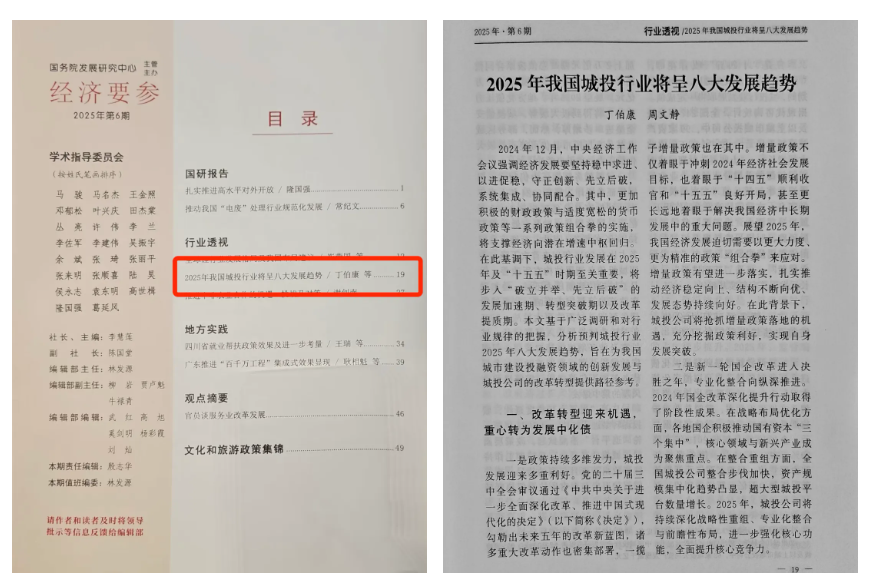 国务院发展研究中心 主管
主办
经济要参
2025年第6期
学术指导委员会
(按姓氏笔画排序)
马 骏 马名杰 王金照
邓郁松 叶兴庆 田杰棠
丛 亮 许 伟 李 兰
李佐军 李建伟 吴振宇
余 斌 张 琦 张丽平
张来明 张顺喜 陆 昊
侯永志 袁东明 高世楫
隆国强 葛延风
社长、主编：李慧莲
副 社 长：陈国堂
编辑部主任：林发源
编辑部副主任：柳 岩 贾卢魁
牛禄青
编辑部编辑：武 红 高 旭
奚剑明 杨彩霞
刘 灿
本期责任编辑：殷志华
本期值班编委：林发源
请作者和读者及时将领导
批示等信息反馈给编辑部
目 录
国研报告
扎实推进高水平对外开放 / 隆国强 1
推动我国“电废”处理行业规范化发展 / 常纪文 6
行业透视
2025年我国城投行业将呈八大发展趋势 / 丁伯康 等 19
地方实践
四川省就业帮扶政策效果及进一步考量 / 王娟 等 34
广东推进“百千万工程”集成式改革 等 39
观点摘要
官员谈服务业改革发展 46
文化和旅游政策集锦 49
2025年·第6期 行业透视/2025年我国城投行业将呈八大发展趋势
2025年我国城投行业将呈八大发展趋势
丁伯康 周文静
2024年12月，中央经济工作
会议强调经济发展要坚持稳中求进、
以进促稳，守正创新、先立后破，
系统集成、协同配合。其中，更加
积极的财政政策与适度宽松的货币
政策等一系列政策组合拳的实施，
将支撑经济向潜在增速中枢回归。
在此基调下，城投行业发展在2025
年及“十五五”时期至关重要，将
步入“破立并举、先立后破”的
发展加速期、转型突破期以及改革
提质期。本文基于广泛调研和对行
业规律的把握，分析预判城投行业
2025年八大发展趋势，旨在为我国
城市建设投融资领域的创新发展与
城投公司的改革转型提供路径参考。
一、改革转型迎来机遇，
重心转为发展中化债
一是政策持续多维发力，城投
发展迎来多重利好。党的二十届三
中全会审议通过《中共中央关于进
一步全面深化改革、推进中国式现
代化的决定》（以下简称《决定》），
勾勒出未来五年的改革新蓝图，诸
多重大改革动作也密集部署，一揽
子增量政策也在其中。增量政策不
仅着眼于冲刺2024年经济社会发展
目标，也着眼于“十四五”顺利收
官和“十五五”良好开局，甚至更
长远地着眼于解决我国经济中长期
发展中的重大问题。展望2025年，
我国经济发展迫切需要以更大力度、
更为精准的政策“组合拳”来应对。
增量政策有望进一步落实，扎实推
动经济稳定向上、结构不断向优、
发展态势持续向好。在此背景下，
城投公司将抢抓增量政策落地的机
遇，充分挖掘政策利好，实现自身
发展突破。
二是新一轮国企改革进入决
胜之年，专业化整合向纵深推进。
2024年国企改革深化提升行动取得
了阶段性成果。在战略布局优化方
面，各地国企积极推动国有资本“三
个集中”，核心领域与新兴产业成
为聚焦重点。在整合重组方面，全
国城投公司整合步伐加快，资产规
模集中化趋势凸显，超大型城投平
台数量增长。2025年，城投公司将
持续深化战略性重组、专业化整合
与前瞻性布局，进一步强化核心功
能，全面提升核心竞争力。
— 19 —